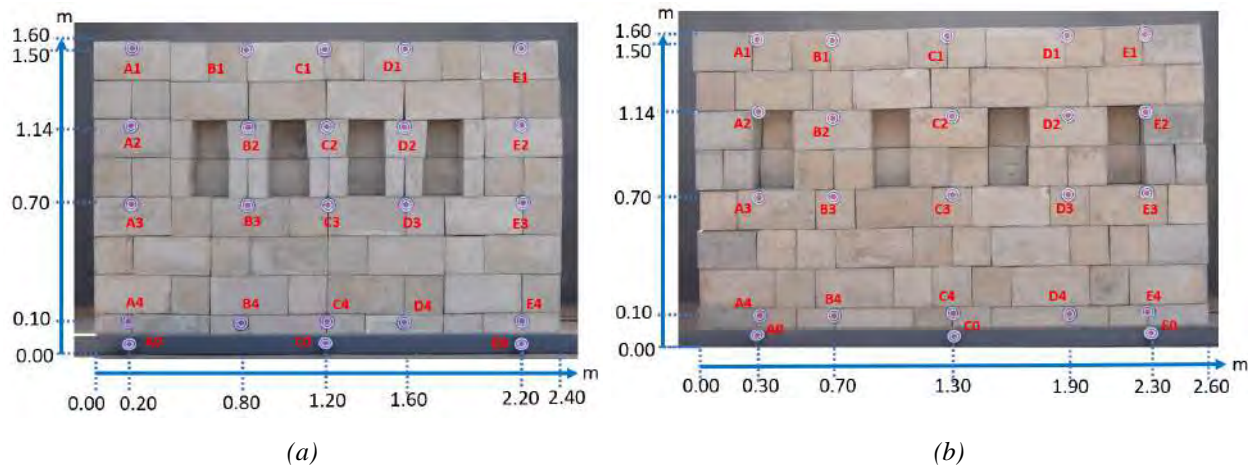 m
1.60
1.50
1.14
0.70
0.10
0.00
A1 B1 C1 D1 E1
A2 B2 C2 D2 E2
A3 B3 C3 D3 E3
A4 B4 C4 D4 E4
E0
m
0.00 0.20 0.80 1.20 1.60 2.20 2.40
(a)
m
1.60
1.50
1.14
0.70
0.10
0.00
A1 B1 C1 D1 E1
A2 B2 C2 D2 E2
A3 B3 C3 D3 E3
A4 B4 C4 D4 E4
A0 C0 E0
m
0.00 0.30 0.70 1.30 1.90 2.30 2.60
(b)